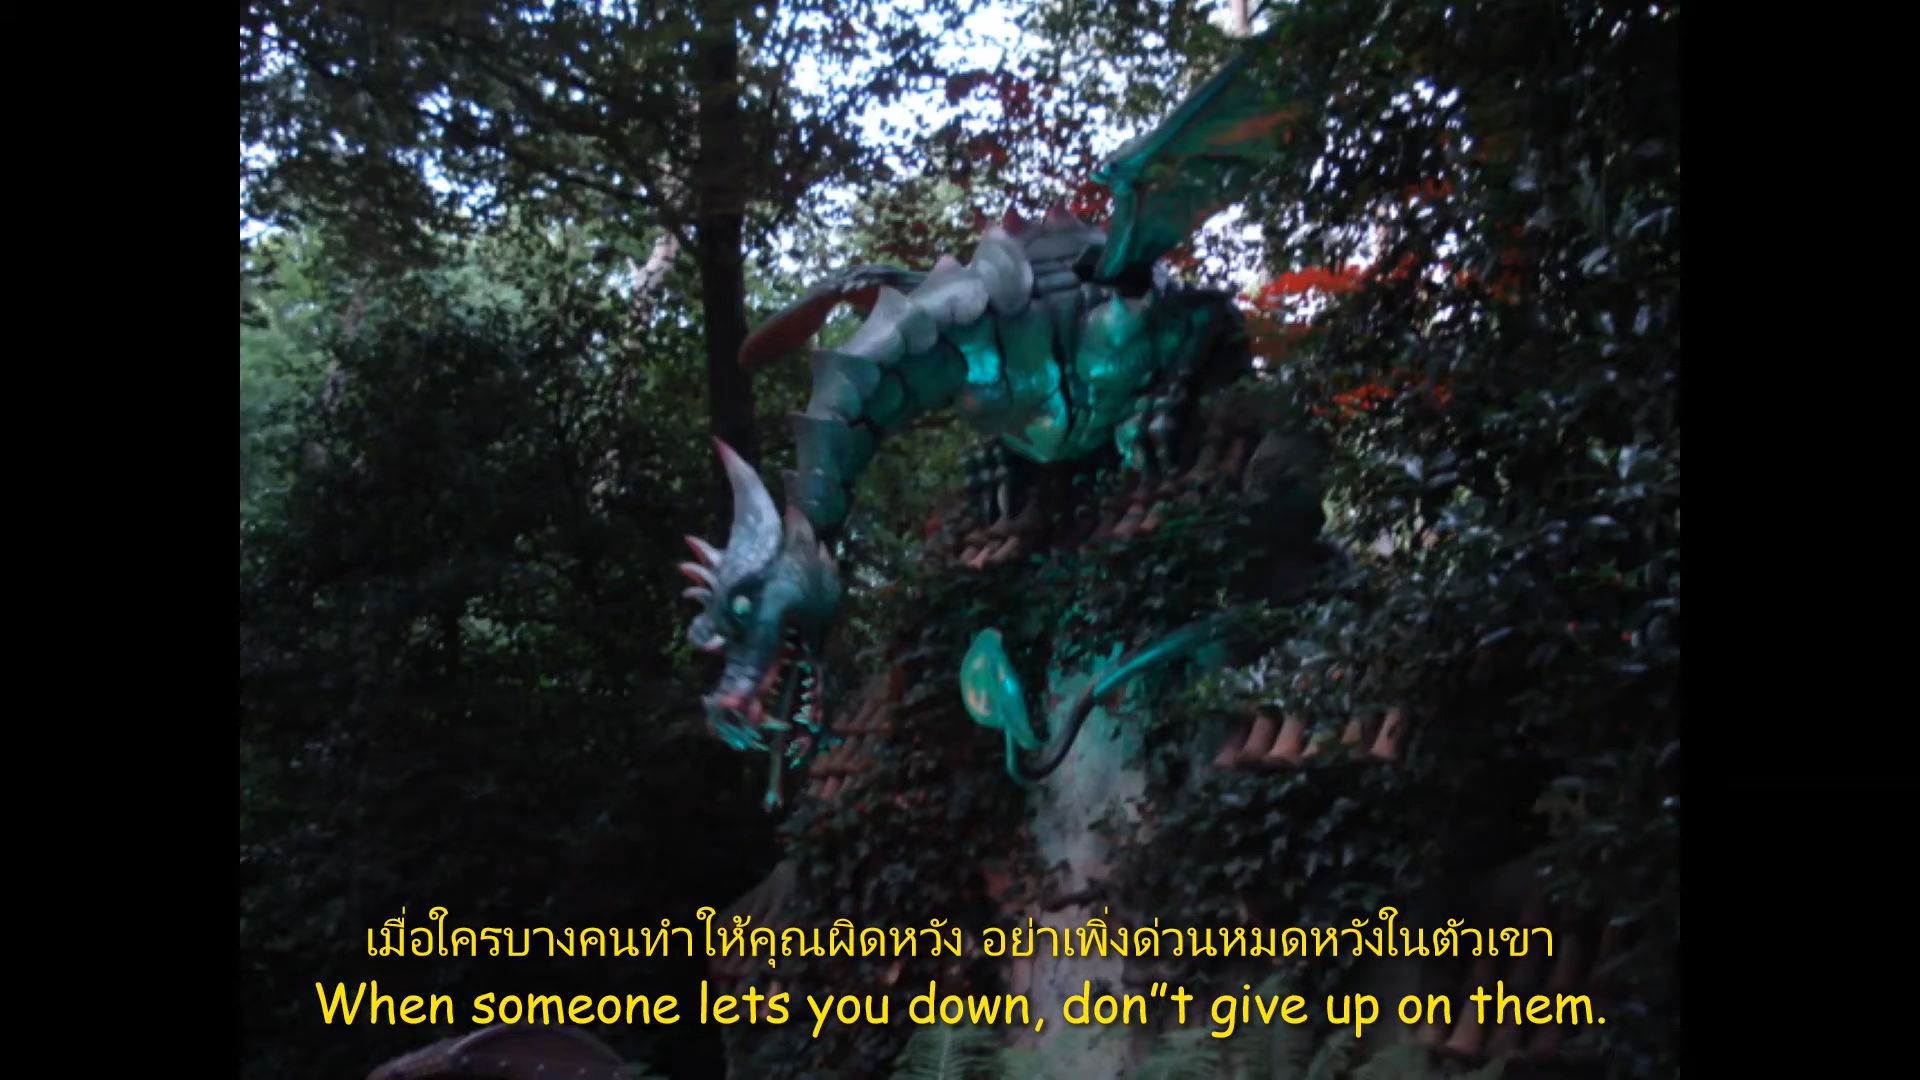 เมื่อใครบางคนทำให้คุณผิดหวัง อย่าเพิ่งด่วนหมดหวังในตัวเขา
When someone lets you down, don”t give up on them.